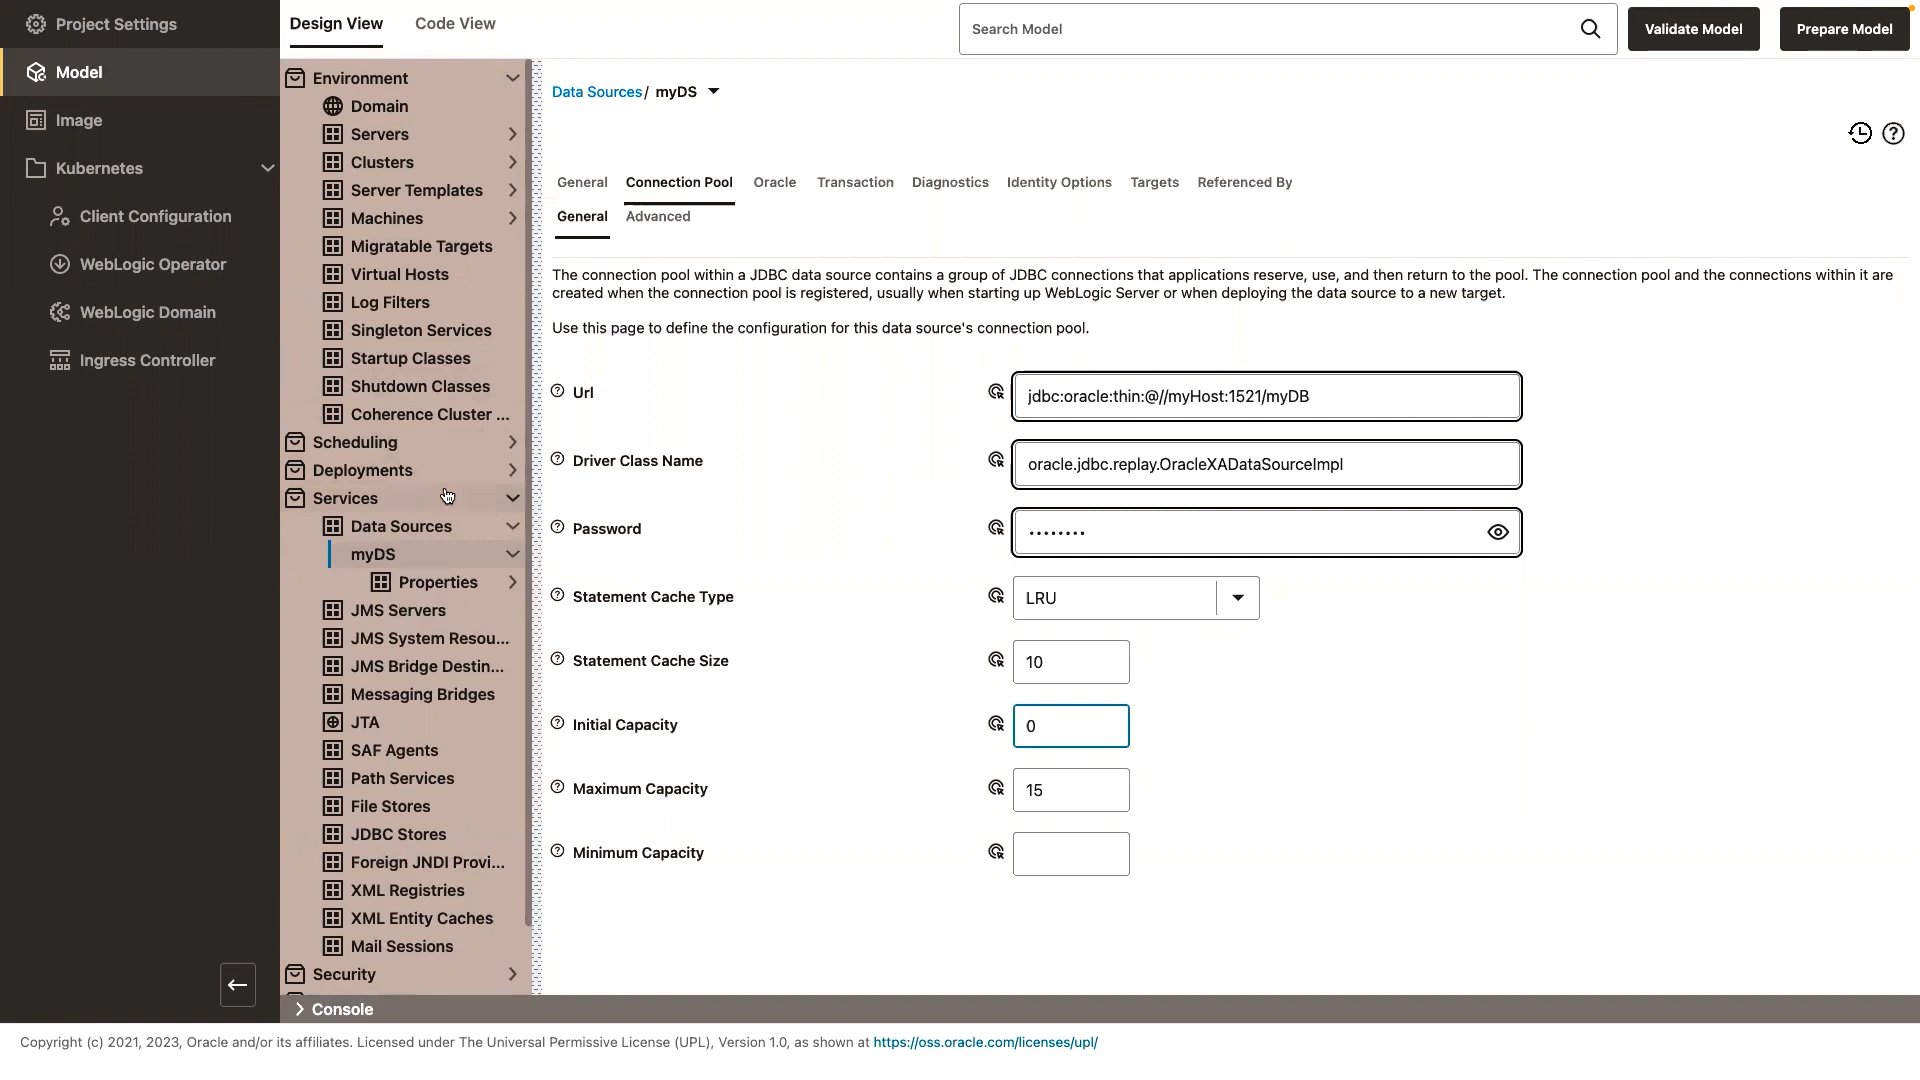 Project Settings
Model
Image
Kubernetes
Client Configuration
WebLogic Operator
WebLogic Domain
Ingress Controller
Design View
Code View
Search Model
Validate Model
Prepare Model
Environment
Domain
Servers
Clusters
Server Templates
Machines
Migratable Targets
Virtual Hosts
Log Filters
Singleton Services
Startup Classes
Shutdown Classes
Coherence Cluster ...
Scheduling
Deployments
Services
Data Sources
myDS
Properties
JMS Servers
JMS System Resou...
JMS Bridge Destin...
Messaging Bridges
JTA
SAF Agents
Path Services
File Stores
JDBC Stores
Foreign JNDI Provi...
XML Registries
XML Entity Caches
Mail Sessions
Security
Data Sources / myDS
General Connection Pool Oracle Transaction Diagnostics Identity Options Targets Referenced By
General Advanced
The connection pool within a JDBC data source contains a group of JDBC connections that applications reserve, use, and then return to the pool. The connection pool and the connections within it are
created when the connection pool is registered, usually when starting up WebLogic Server or when deploying the data source to a new target.
Use this page to define the configuration for this data source's connection pool.
Url jdbc:oracle:thin:@//myHost:1521/myDB
Driver Class Name oracle.jdbc.replay.OracleXADataSourceImpl
Password ........
Statement Cache Type LRU
Statement Cache Size 10
Initial Capacity 0
Maximum Capacity 15
Minimum Capacity
Console
Copyright (c) 2021, 2023, Oracle and/or its affiliates. Licensed under The Universal Permissive License (UPL), Version 1.0, as shown at https://oss.oracle.com/licenses/upl/